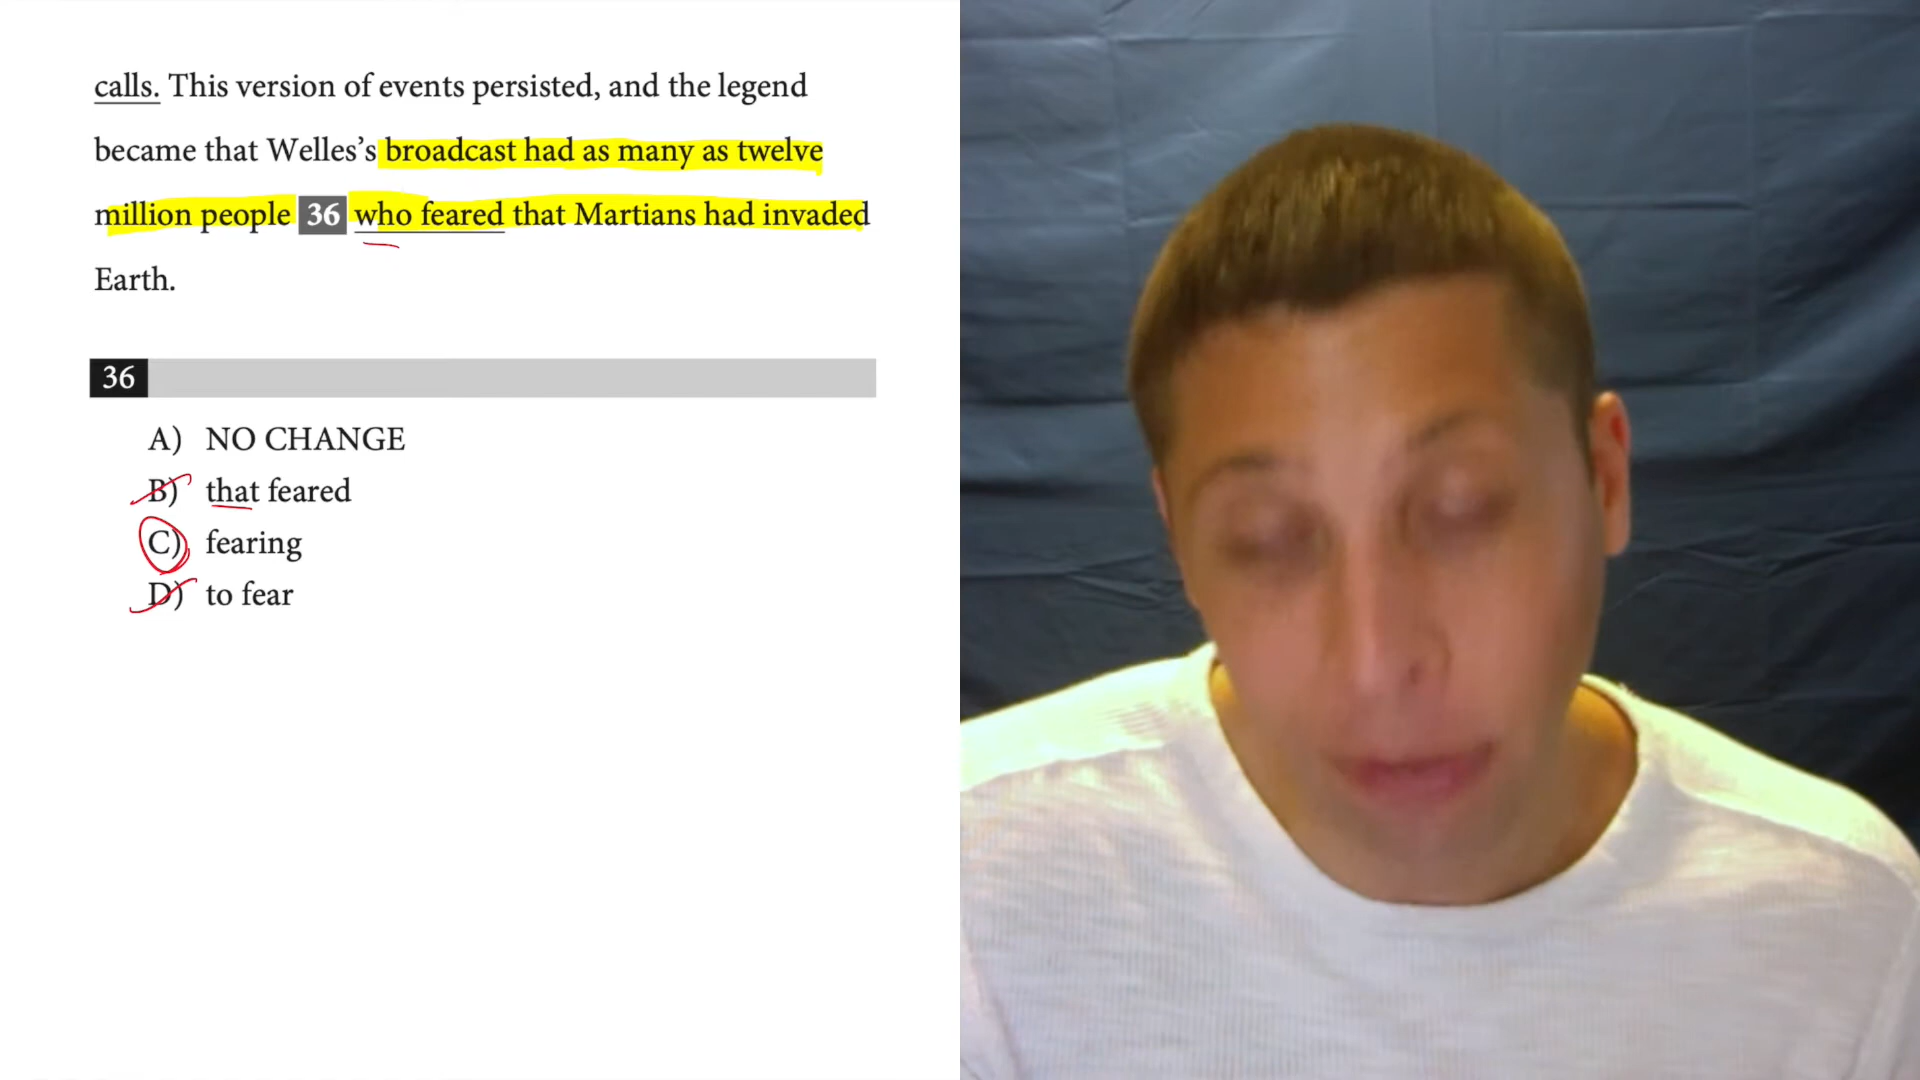 calls. This version of events persisted, and the legend
became that Welles’s broadcast had as many as twelve
million people 36 who feared that Martians had invaded
Earth.
36
A) NO CHANGE
B) that feared
C) fearing
D) to fear